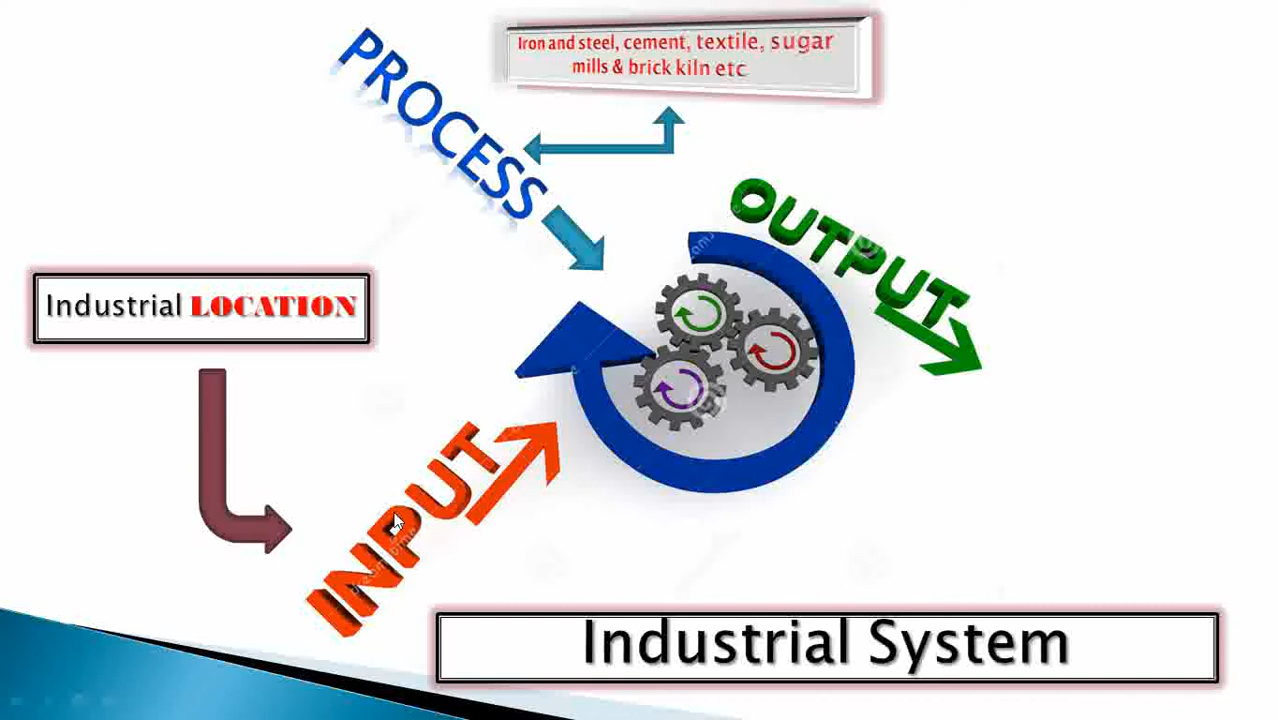 Iron and steel, cement, textile, sugar
mills & brick kiln etc
PROCESS
OUTPUT
Industrial LOCATION
INPUT
Industrial System